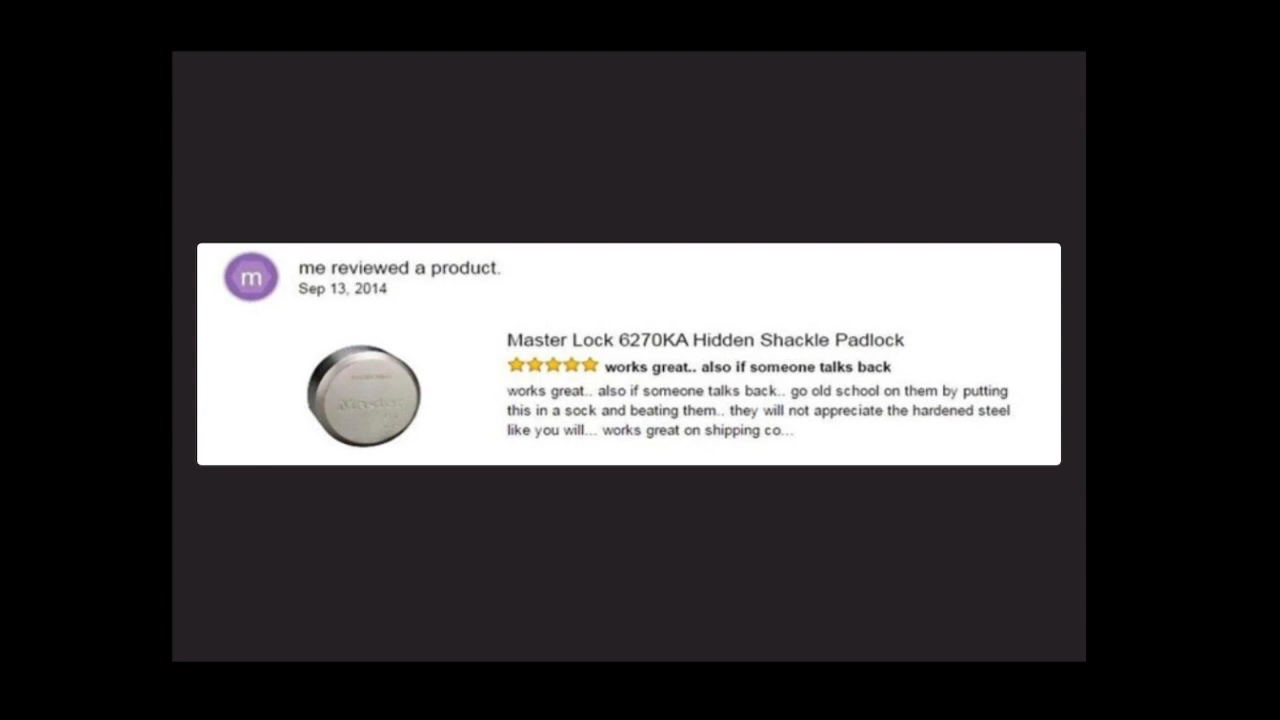 m
me reviewed a product.
Sep 13, 2014
Master Lock 6270KA Hidden Shackle Padlock
works great.. also if someone talks back
works great.. also if someone talks back.. go old school on them by putting
this in a sock and beating them.. they will not appreciate the hardened steel
like you will... works great on shipping co...
Master